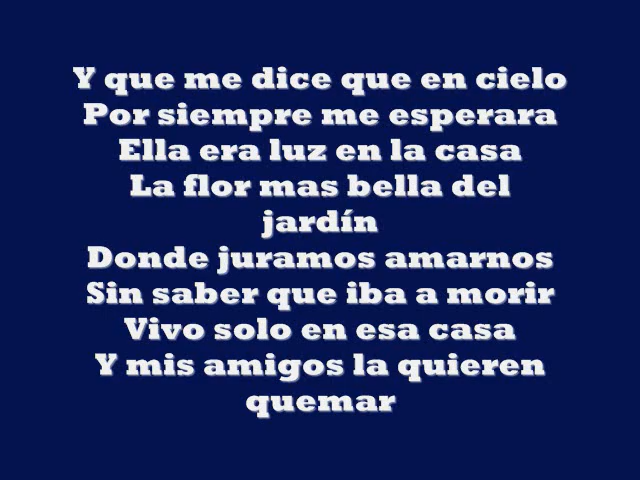 Y que me dice que en cielo
Por siempre me esperara
Ella era luz en la casa
La flor mas bella del
jardín
Donde juramos amarnos
Sin saber que iba a morir
Vivo solo en esa casa
Y mis amigos la quieren
quemar